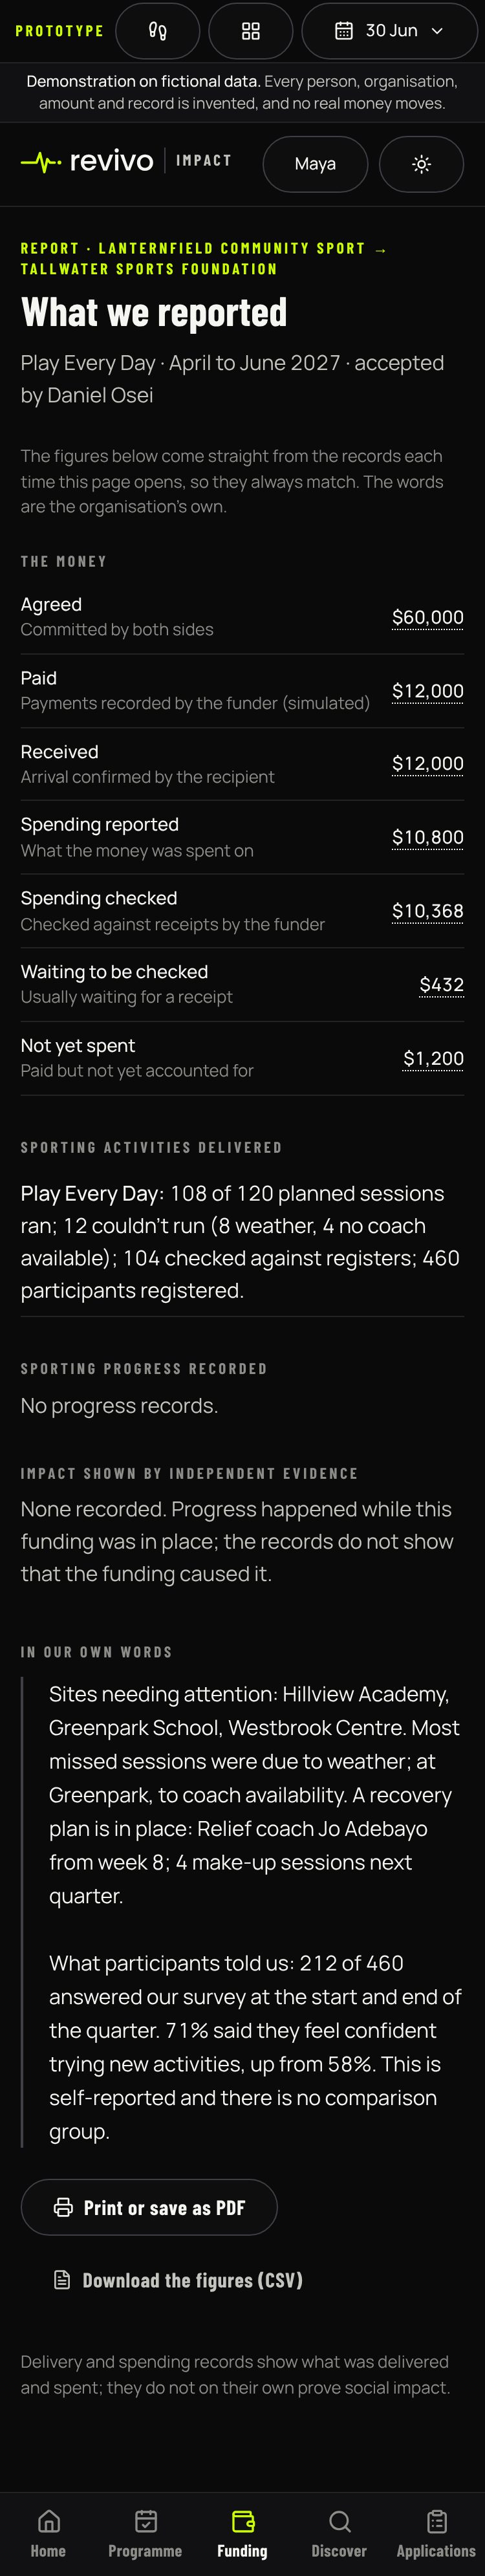 PROTOTYPE
30 Jun
Demonstration on fictional data. Every person, organisation,
amount and record is invented, and no real money moves.
revivo
IMPACT
Maya
REPORT · LANTERNFIELD COMMUNITY SPORT →
TALLWATER SPORTS FOUNDATION
What we reported
Play Every Day · April to June 2027 · accepted
by Daniel Osei
The figures below come straight from the records each
time this page opens, so they always match. The words
are the organisation's own.
THE MONEY
Agreed
Committed by both sides
$60,000
Paid
Payments recorded by the funder (simulated)
$12,000
Received
Arrival confirmed by the recipient
$12,000
Spending reported
What the money was spent on
$10,800
Spending checked
Checked against receipts by the funder
$10,368
Waiting to be checked
Usually waiting for a receipt
$432
Not yet spent
Paid but not yet accounted for
$1,200
SPORTING ACTIVITIES DELIVERED
Play Every Day: 108 of 120 planned sessions
ran; 12 couldn't run (8 weather, 4 no coach
available); 104 checked against registers; 460
participants registered.
SPORTING PROGRESS RECORDED
No progress records.
IMPACT SHOWN BY INDEPENDENT EVIDENCE
None recorded. Progress happened while this
funding was in place; the records do not show
that the funding caused it.
IN OUR OWN WORDS
Sites needing attention: Hillview Academy,
Greenpark School, Westbrook Centre. Most
missed sessions were due to weather; at
Greenpark, to coach availability. A recovery
plan is in place: Relief coach Jo Adebayo
from week 8; 4 make-up sessions next
quarter.
What participants told us: 212 of 460
answered our survey at the start and end of
the quarter. 71% said they feel confident
trying new activities, up from 58%. This is
self-reported and there is no comparison
group.
Print or save as PDF
Download the figures (CSV)
Delivery and spending records show what was delivered
and spent; they do not on their own prove social impact.
Home
Programme
Funding
Discover
Applications